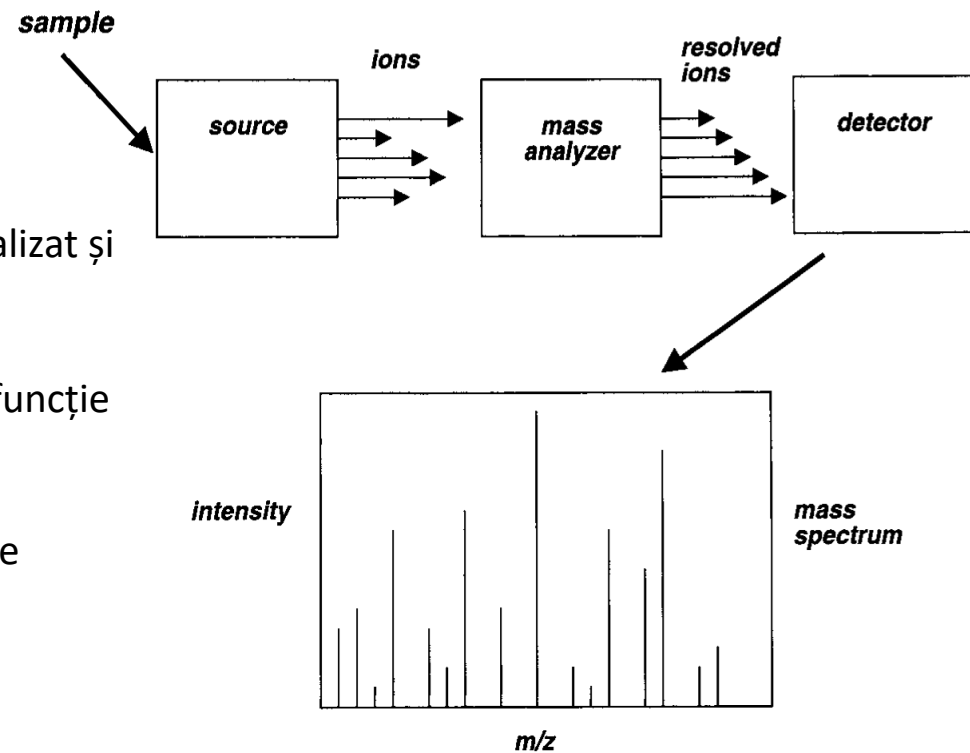 sample
ions
resolved
ions
source
mass
analyzer
detector
alizat și
funcție
e
intensity
mass
spectrum
m/z